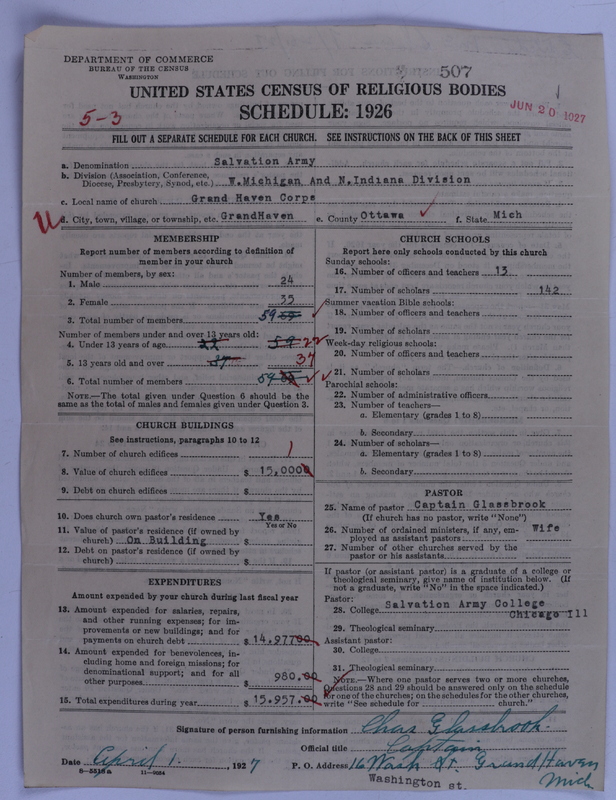 DEPARTMENT OF COMMERCE
BUREAU OF THE CENSUS
WASHINGTON
507
UNITED STATES CENSUS OF RELIGIOUS BODIES
SCHEDULE: 1926
5-3
JUN 20 1927
FILL OUT A SEPARATE SCHEDULE FOR EACH CHURCH. SEE INSTRUCTIONS ON THE BACK OF THIS SHEET
a. Denomination Salvation Army
b. Division (Association, Conference, Diocese, Presbytery, Synod, etc.) W.Michigan And N.Indiana Division
c. Local name of church Grand Haven Corps
d. City, town, village, or township, etc. GrandHaven e. County Ottawa f. State Mich
MEMBERSHIP
Report number of members according to definition of
member in your church
Number of members, by sex:
1. Male 24
2. Female 35
3. Total number of members 59
Number of members under and over 13 years old:
4. Under 13 years of age 22 59 22
5. 13 years old and over 37 37
6. Total number of members 59
NOTE.—The total given under Question 6 should be the
same as the total of males and females given under Question 3.
CHURCH BUILDINGS
See instructions, paragraphs 10 to 12
7. Number of church edifices 1
8. Value of church edifices $ 15,000
9. Debt on church edifices $
10. Does church own pastor's residence Yes
Yes or No
11. Value of pastor's residence (if owned by
church) On Building $
12. Debt on pastor's residence (if owned by
church) $
EXPENDITURES
Amount expended by your church during last fiscal year
13. Amount expended for salaries, repairs,
and other running expenses; for im-
provements or new buildings; and for
payments on church debt $ 14,977 00
14. Amount expended for benevolences, in-
cluding home and foreign missions; for
denominational support; and for all
other purposes $ 980.00
15. Total expenditures during year $ 15,957.00
CHURCH SCHOOLS
Report here only schools conducted by this church
Sunday schools:
16. Number of officers and teachers 13
17. Number of scholars 142
Summer vacation Bible schools:
18. Number of officers and teachers
19. Number of scholars
Week-day religious schools:
20. Number of officers and teachers
21. Number of scholars
Parochial schools:
22. Number of administrative officers
23. Number of teachers—
a. Elementary (grades 1 to 8)
b. Secondary
24. Number of scholars—
a. Elementary (grades 1 to 8)
b. Secondary
PASTOR
25. Name of pastor Captain Glassbrook
(If church has no pastor, write "None")
26. Number of ordained ministers, if any, em-
ployed as assistant pastors Wife
27. Number of other churches served by the
pastor or his assistants
If pastor (or assistant pastor) is a graduate of a college or
theological seminary, give name of institution below. (If
not a graduate, write "No" in the space indicated.)
Pastor:
28. College Salvation Army College
Chicago Ill
29. Theological seminary
Assistant pastor:
30. College
31. Theological seminary
NOTE.—Where one pastor serves two or more churches,
Questions 28 and 29 should be answered only on the schedule
for one of the churches; on the schedules for the other churches,
write "See schedule for church."
Signature of person furnishing information Chas Glassbrook
Official title Captain
Date April 1. , 1927 P. O. Address 16 Wash St. Grand Haven
Mich
Washington st.
8-5515a 11-9034